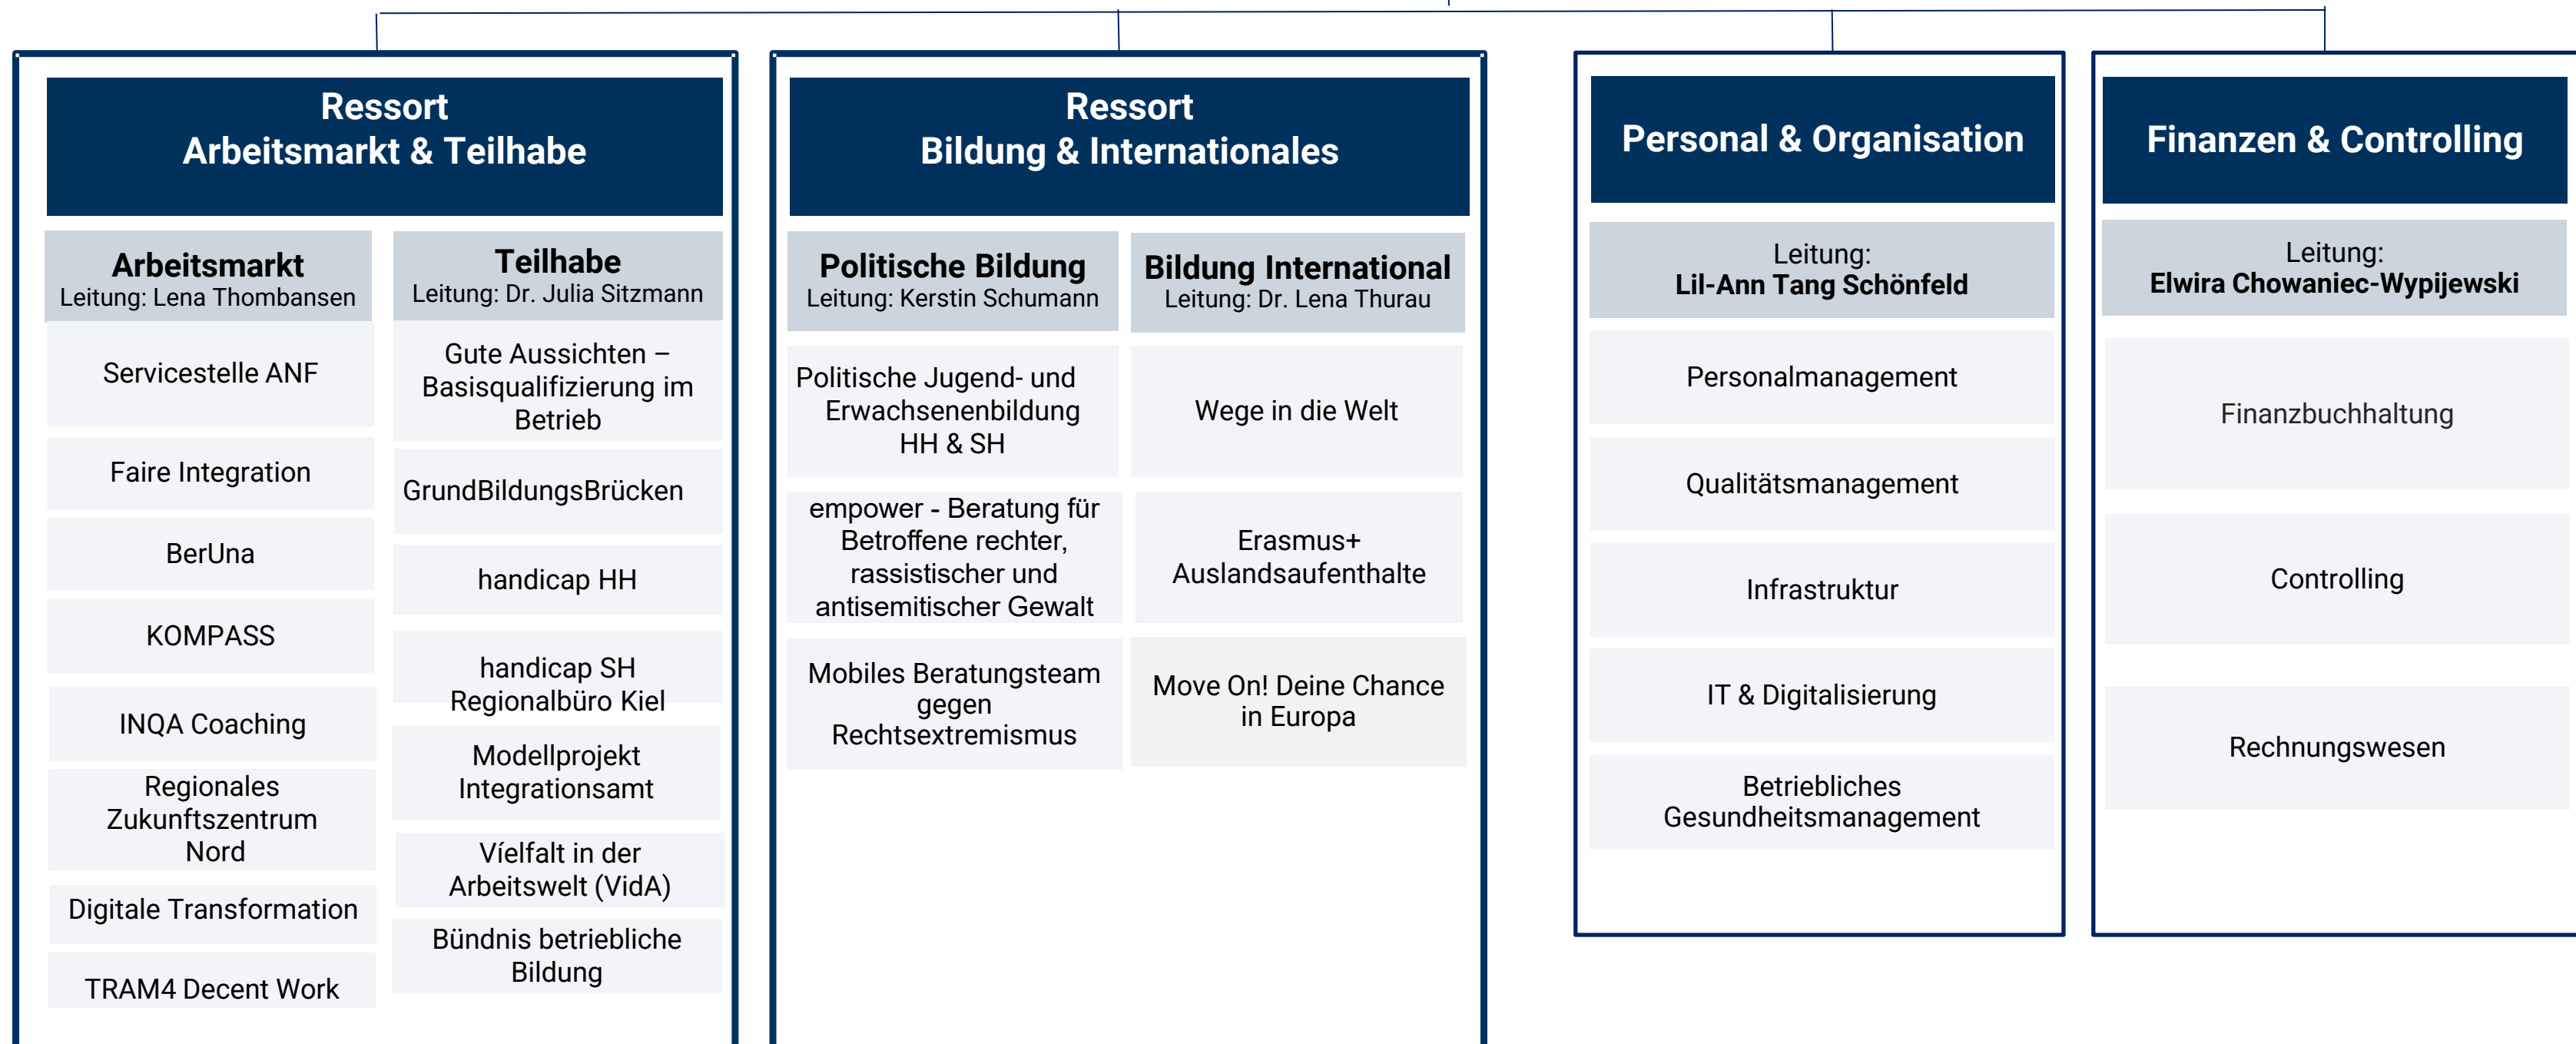 Ressort
Arbeitsmarkt & Teilhabe
Arbeitsmarkt
Leitung: Lena Thombansen
Servicestelle ANF
Faire Integration
BerUna
KOMPASS
INQA Coaching
Regionales
Zukunftszentrum
Nord
Digitale Transformation
TRAM4 Decent Work
Teilhabe
Leitung: Dr. Julia Sitzmann
Gute Aussichten –
Basisqualifizierung im
Betrieb
GrundBildungsBrücken
handicap HH
handicap SH
Regionalbüro Kiel
Modellprojekt
Integrationsamt
Víelfalt in der
Arbeitswelt (VidA)
Bündnis betriebliche
Bildung
Ressort
Bildung & Internationales
Politische Bildung
Leitung: Kerstin Schumann
Politische Jugend- und
Erwachsenenbildung
HH & SH
empower - Beratung für
Betroffene rechter,
rassistischer und
antisemitischer Gewalt
Mobiles Beratungsteam
gegen
Rechtsextremismus
Bildung International
Leitung: Dr. Lena Thurau
Wege in die Welt
Erasmus+
Auslandsaufenthalte
Move On! Deine Chance
in Europa
Personal & Organisation
Leitung:
Lil-Ann Tang Schönfeld
Personalmanagement
Qualitätsmanagement
Infrastruktur
IT & Digitalisierung
Betriebliches
Gesundheitsmanagement
Finanzen & Controlling
Leitung:
Elwira Chowaniec-Wypijewski
Finanzbuchhaltung
Controlling
Rechnungswesen